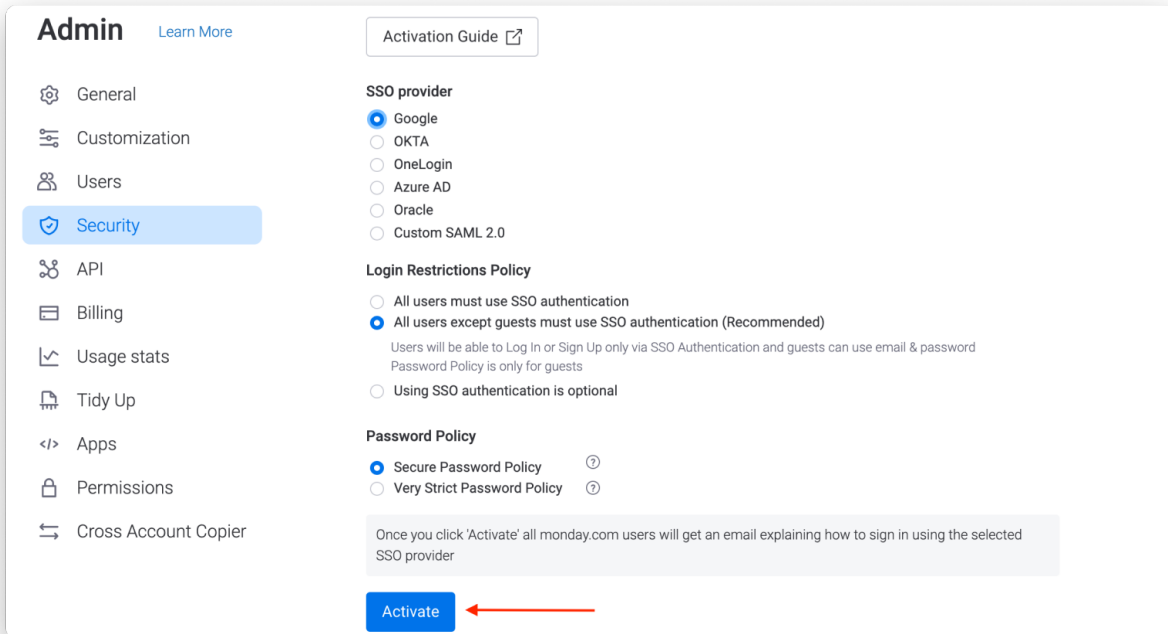 Admin
Learn More
General
Customization
Users
Security
API
Billing
Usage stats
Tidy Up
Apps
Permissions
Cross Account Copier
Activation Guide
SSO provider
Google
OKTA
OneLogin
Azure AD
Oracle
Custom SAML 2.0
Login Restrictions Policy
All users must use SSO authentication
All users except guests must use SSO authentication (Recommended)
Users will be able to Log In or Sign Up only via SSO Authentication and guests can use email & password
Password Policy is only for guests
Using SSO authentication is optional
Password Policy
Secure Password Policy
Very Strict Password Policy
Once you click 'Activate' all monday.com users will get an email explaining how to sign in using the selected
SSO provider
Activate